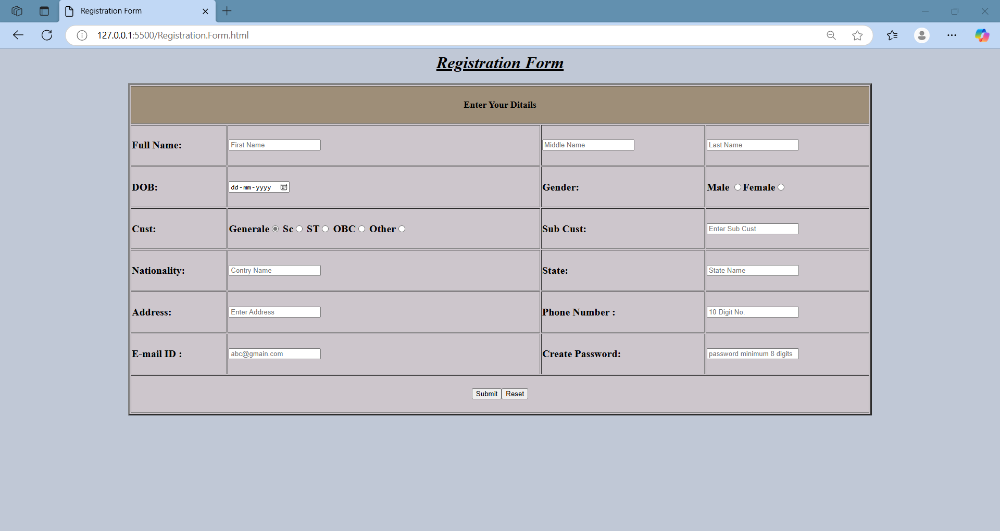 Registration Form
127.0.0.1:5500/Registration.Form.html
Registration Form
Enter Your Ditails
Full Name: First Name Middle Name Last Name
DOB: dd-mm-yyyy Gender: Male Female
Cust: Generale Sc ST OBC Other Sub Cust: Enter Sub Cust
Nationality: Contry Name State: State Name
Address: Enter Address Phone Number : 10 Digit No.
E-mail ID : abc@gmain.com Create Password: password minimum 8 digits
Submit Reset